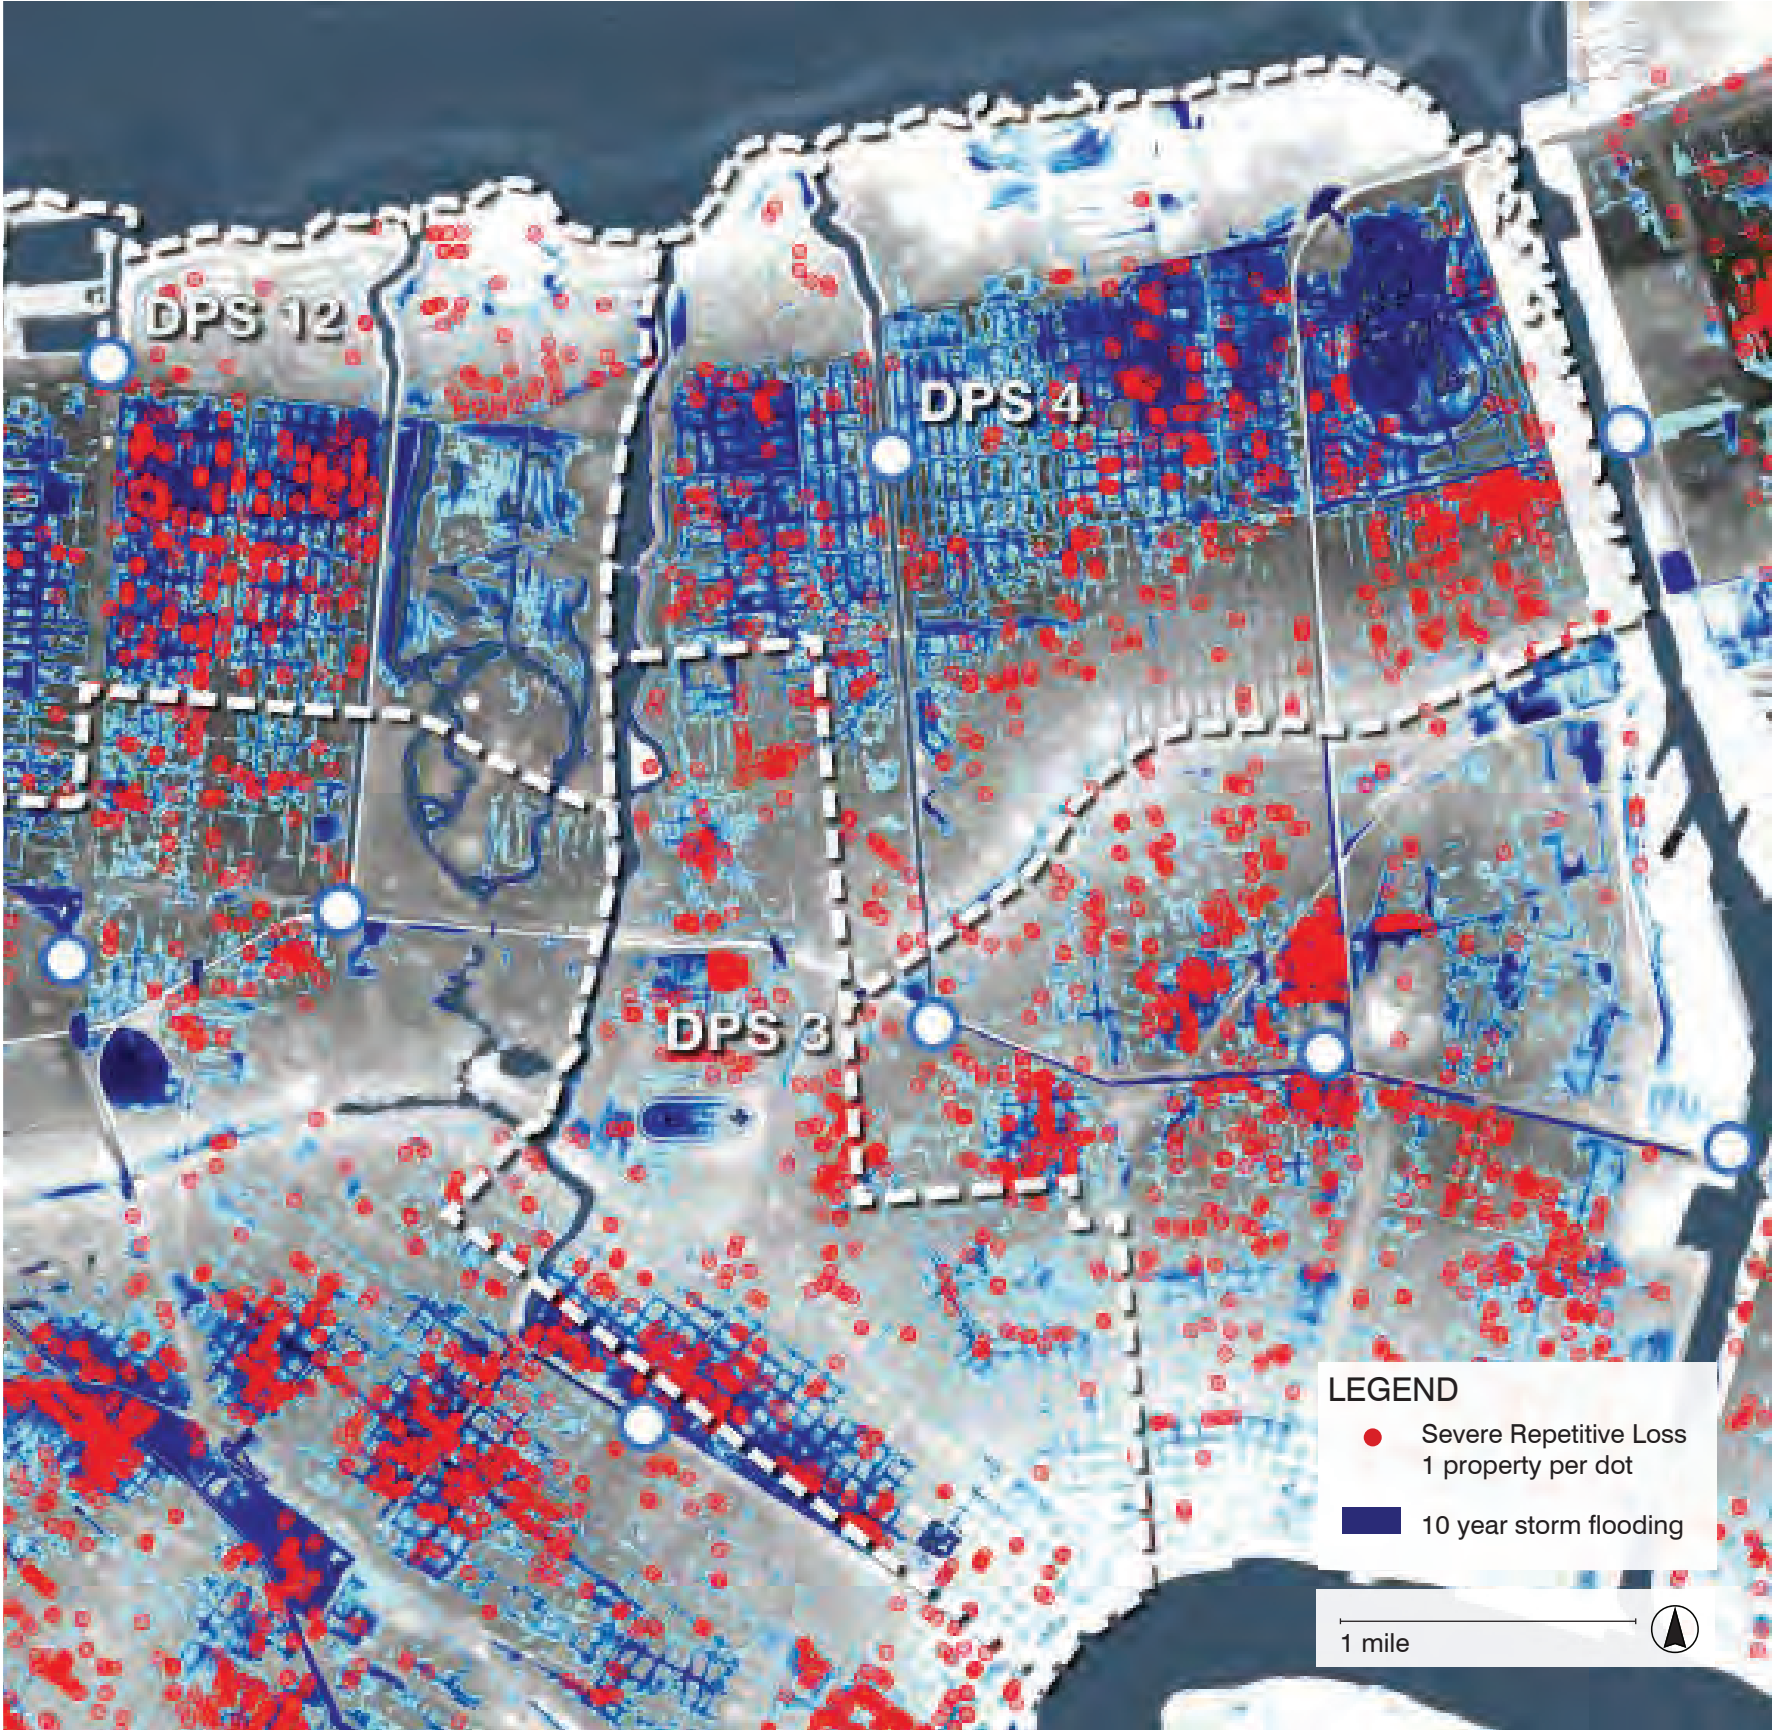 DPS 12
DPS 4
DPS 3
LEGEND
Severe Repetitive Loss
1 property per dot
10 year storm flooding
1 mile